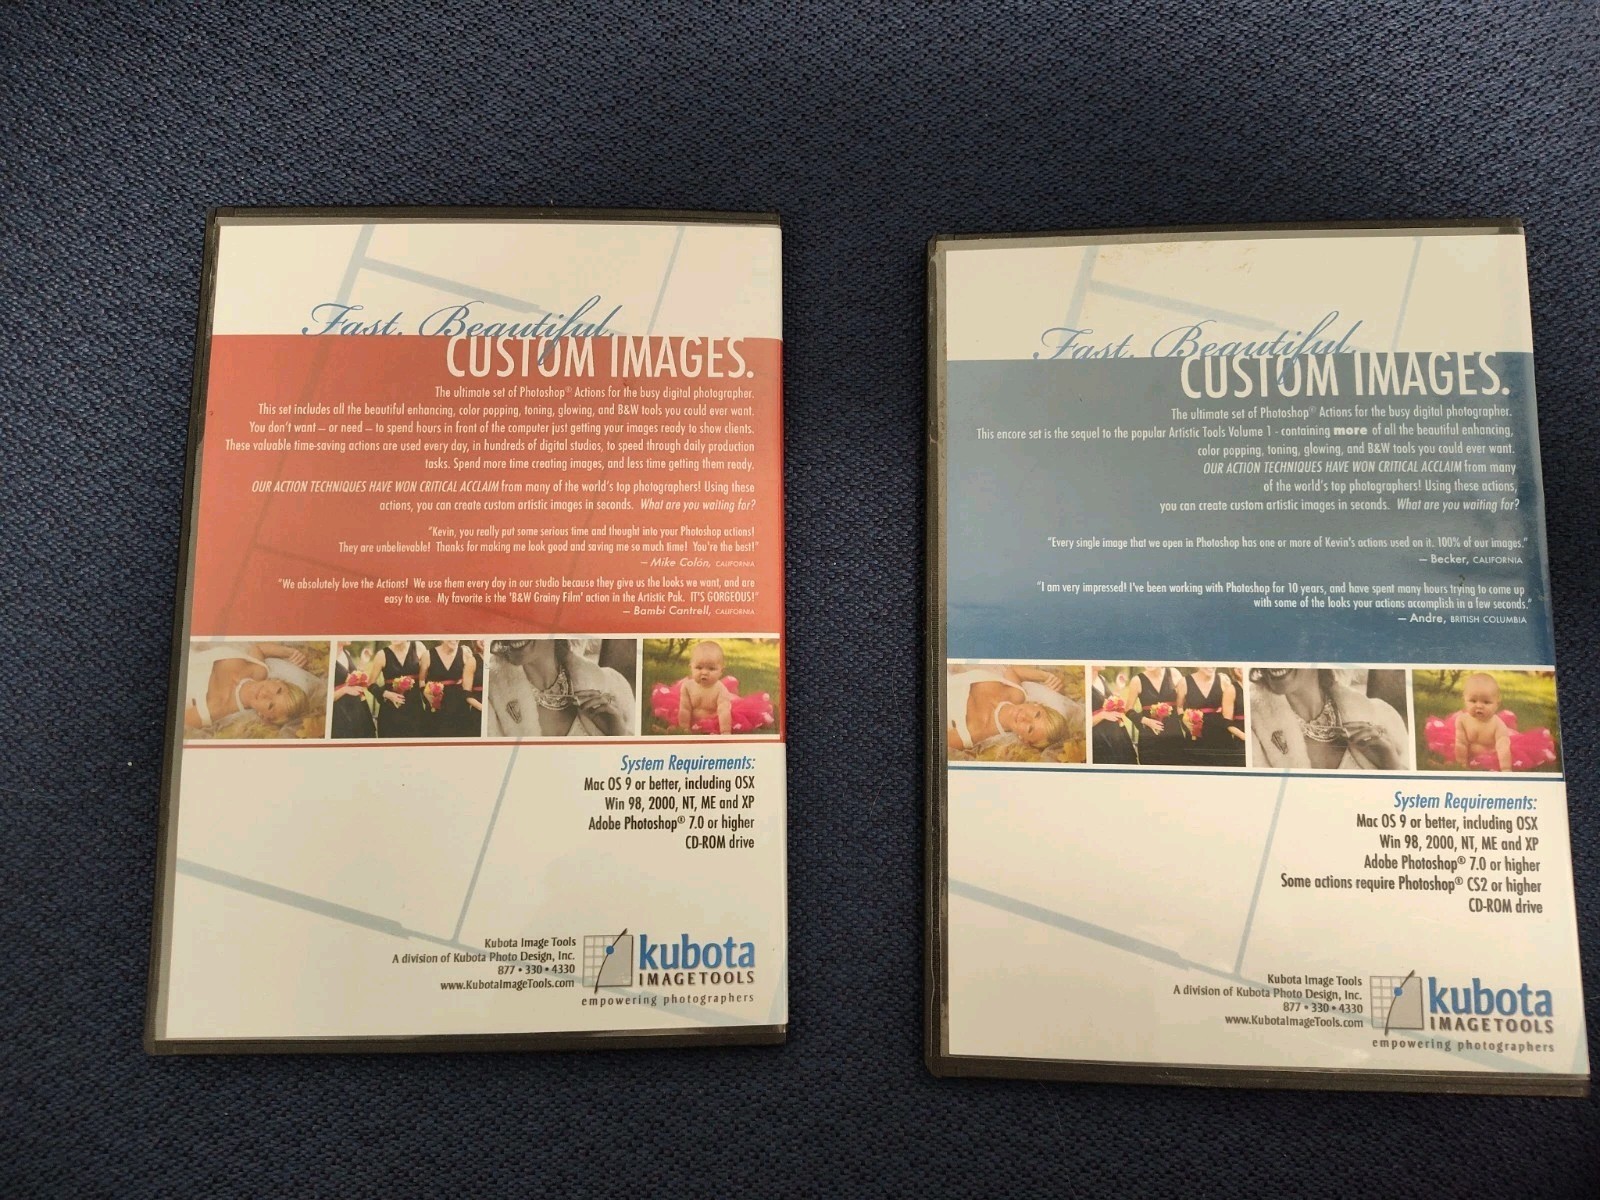 Fast. Beautiful.
CUSTOM IMAGES.
The ultimate set of Photoshop® Actions for the busy digital photographer.
This set includes all the beautiful enhancing, color popping, toning, glowing, and B&W tools you could ever want.
You don't want – or need – to spend hours in front of the computer just getting your images ready to show clients.
These valuable time-saving actions are used every day, in hundreds of digital studios, to speed through daily production
tasks. Spend more time creating images, and less time getting them ready.
OUR ACTION TECHNIQUES HAVE WON CRITICAL ACCLAIM from many of the world's top photographers! Using these
actions, you can create custom artistic images in seconds. What are you waiting for?
"Kevin, you really put some serious time and thought into your Photoshop actions!
They are unbelievable! Thanks for making me look good and saving me so much time! You're the best!"
– Mike Colón, CALIFORNIA
"We absolutely love the Actions! We use them every day in our studio because they give us the looks we want, and are
easy to use. My favorite is the 'B&W Grainy Film' action in the Artistic Pak. IT'S GORGEOUS!"
– Bambi Cantrell, CALIFORNIA
System Requirements:
Mac OS 9 or better, including OSX
Win 98, 2000, NT, ME and XP
Adobe Photoshop® 7.0 or higher
CD-ROM drive
Kubota Image Tools
A division of Kubota Photo Design, Inc.
877 • 330 • 4330
www.KubotaImageTools.com
kubota
IMAGETOOLS
empowering photographers
Fast. Beautiful.
CUSTOM IMAGES.
The ultimate set of Photoshop® Actions for the busy digital photographer.
This encore set is the sequel to the popular Artistic Tools Volume 1 - containing more of all the beautiful enhancing,
color popping, toning, glowing, and B&W tools you could ever want.
OUR ACTION TECHNIQUES HAVE WON CRITICAL ACCLAIM from many
of the world's top photographers! Using these actions,
you can create custom artistic images in seconds. What are you waiting for?
"Every single image that we open in Photoshop has one or more of Kevin's actions used on it. 100% of our images."
– Becker, CALIFORNIA
"I am very impressed! I've been working with Photoshop for 10 years, and have spent many hours trying to come up
with some of the looks your actions accomplish in a few seconds."
– Andre, BRITISH COLUMBIA
System Requirements:
Mac OS 9 or better, including OSX
Win 98, 2000, NT, ME and XP
Adobe Photoshop® 7.0 or higher
Some actions require Photoshop® CS2 or higher
CD-ROM drive
Kubota Image Tools
A division of Kubota Photo Design, Inc.
877 • 330 • 4330
www.KubotaImageTools.com
kubota
IMAGETOOLS
empowering photographers